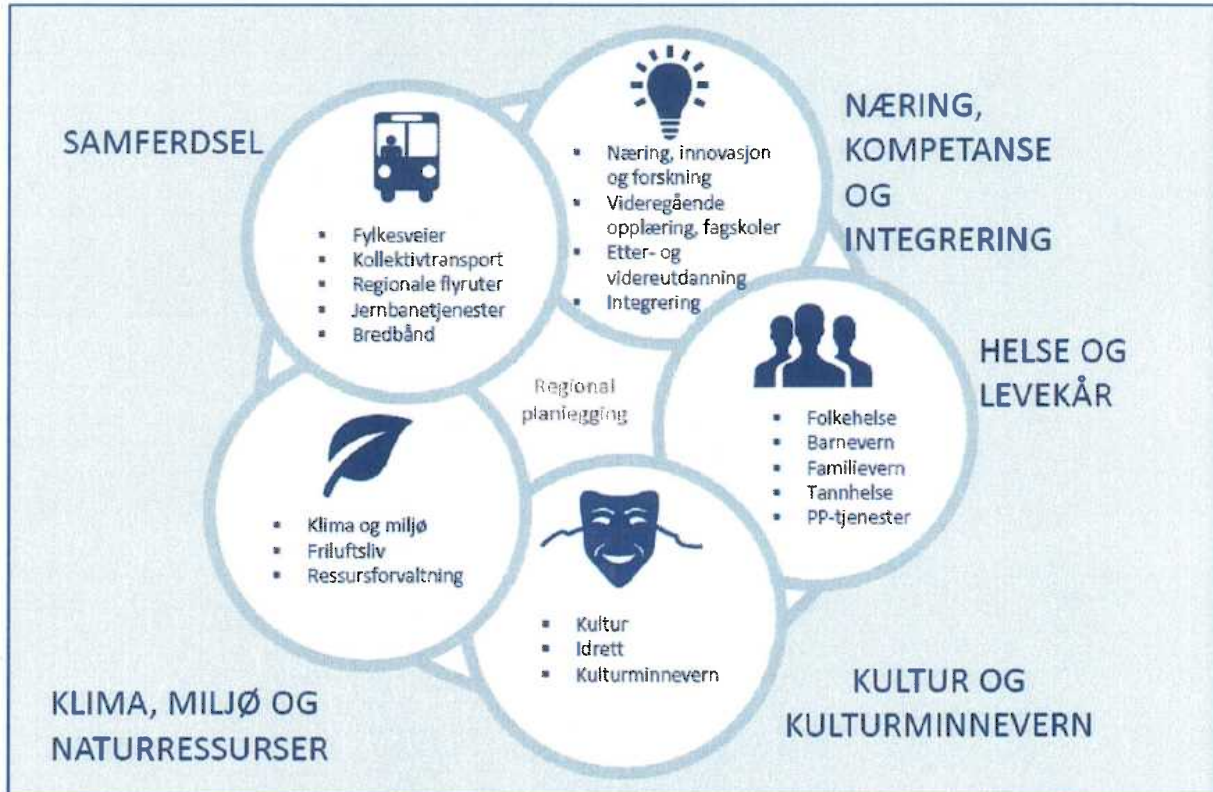 SAMFERDSEL
▪ Fylkesveier
▪ Kollektivtransport
▪ Regionale flyruter
▪ Jernbanetjenester
▪ Bredbånd
NÆRING,
KOMPETANSE
OG
INTEGRERING
▪ Næring, innovasjon
og forskning
▪ Videregående
opplæring, fagskoler
▪ Etter- og
videreutdanning
▪ Integrering
HELSE OG
LEVEKÅR
▪ Folkehelse
▪ Barnevern
▪ Familievern
▪ Tannhelse
▪ PP-tjenester
Regional
planlegging
▪ Klima og miljø
▪ Friluftsliv
▪ Ressursforvaltning
KLIMA, MILJØ OG
NATURRESSURSER
▪ Kultur
▪ Idrett
▪ Kulturminnevern
KULTUR OG
KULTURMINNEVERN